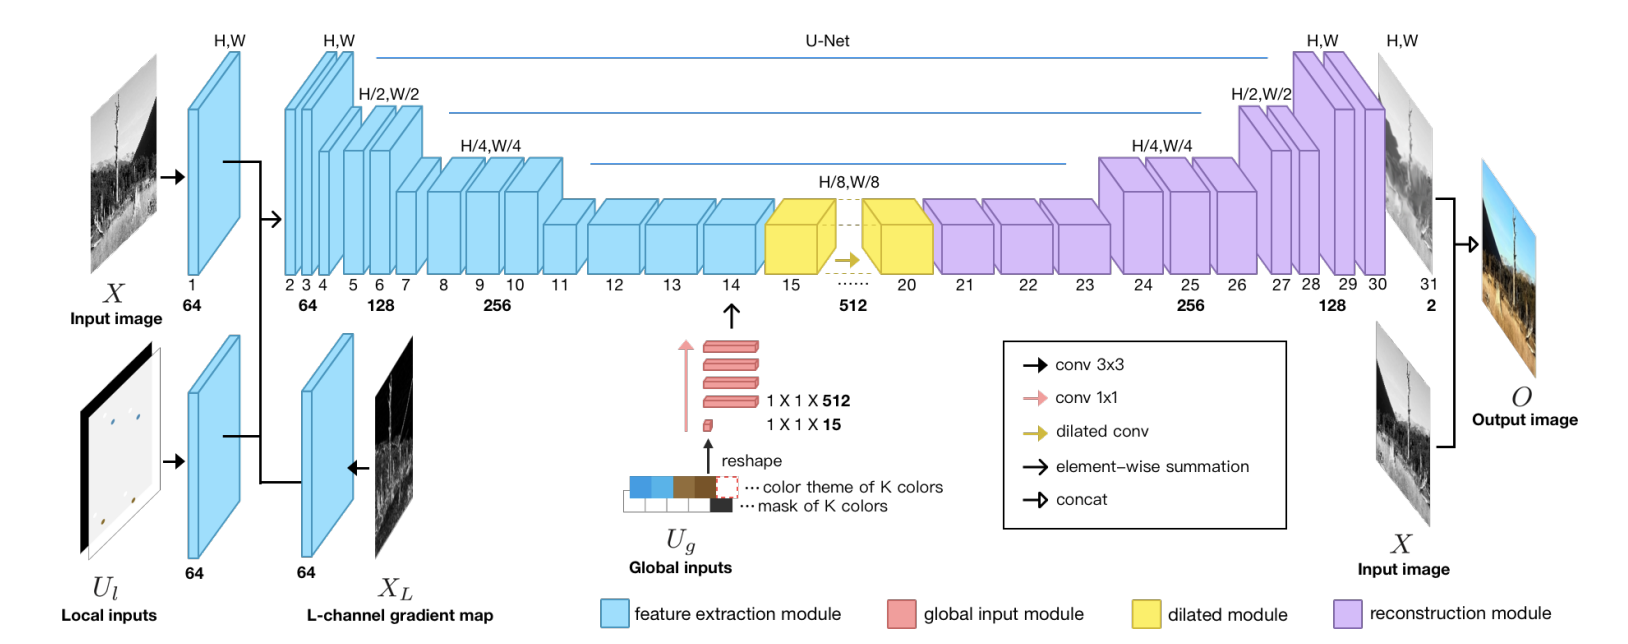 H,W
H,W
U-Net
H,W
H,W
H/2,W/2
H/2,W/2
H/4,W/4
H/4,W/4
H/8,W/8
1 2 3 4 5 6 7 8 9 10 11 12 13 14 15 ...... 20 21 22 23 24 25 26 27 28 29 30 31
64 64 128 256 512 256 128 2
X
Input image
1 X 1 X 512
1 X 1 X 15
reshape
...color theme of K colors
...mask of K colors
U_g
Global inputs
conv 3x3
conv 1x1
dilated conv
element-wise summation
concat
O
Output image
X
Input image
64 64
U_l
Local inputs
X_L
L-channel gradient map
feature extraction module
global input module
dilated module
reconstruction module